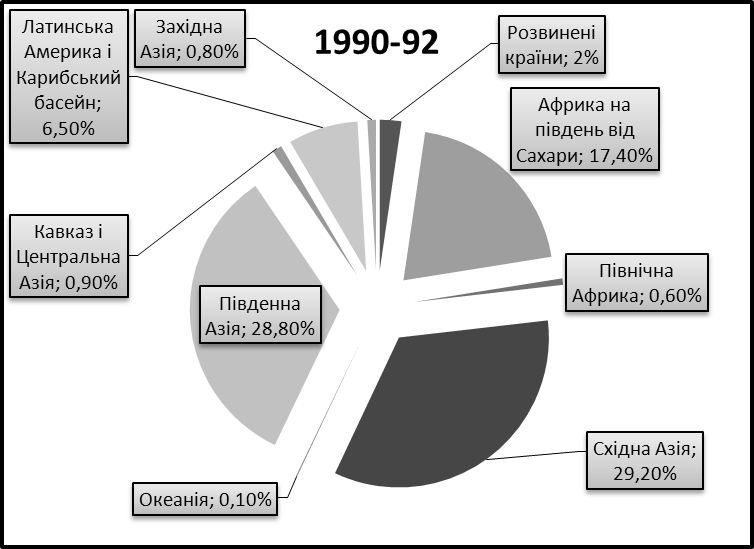 1990-92
Розвинені
країни; 2%
Африка на
південь від
Сахари; 17,40%
Північна
Африка; 0,60%
Східна Азія;
29,20%
Океанія; 0,10%
Південна
Азія; 28,80%
Кавказ і
Центральна
Азія; 0,90%
Латинська
Америка і
Карибський
басейн;
6,50%
Західна
Азія; 0,80%